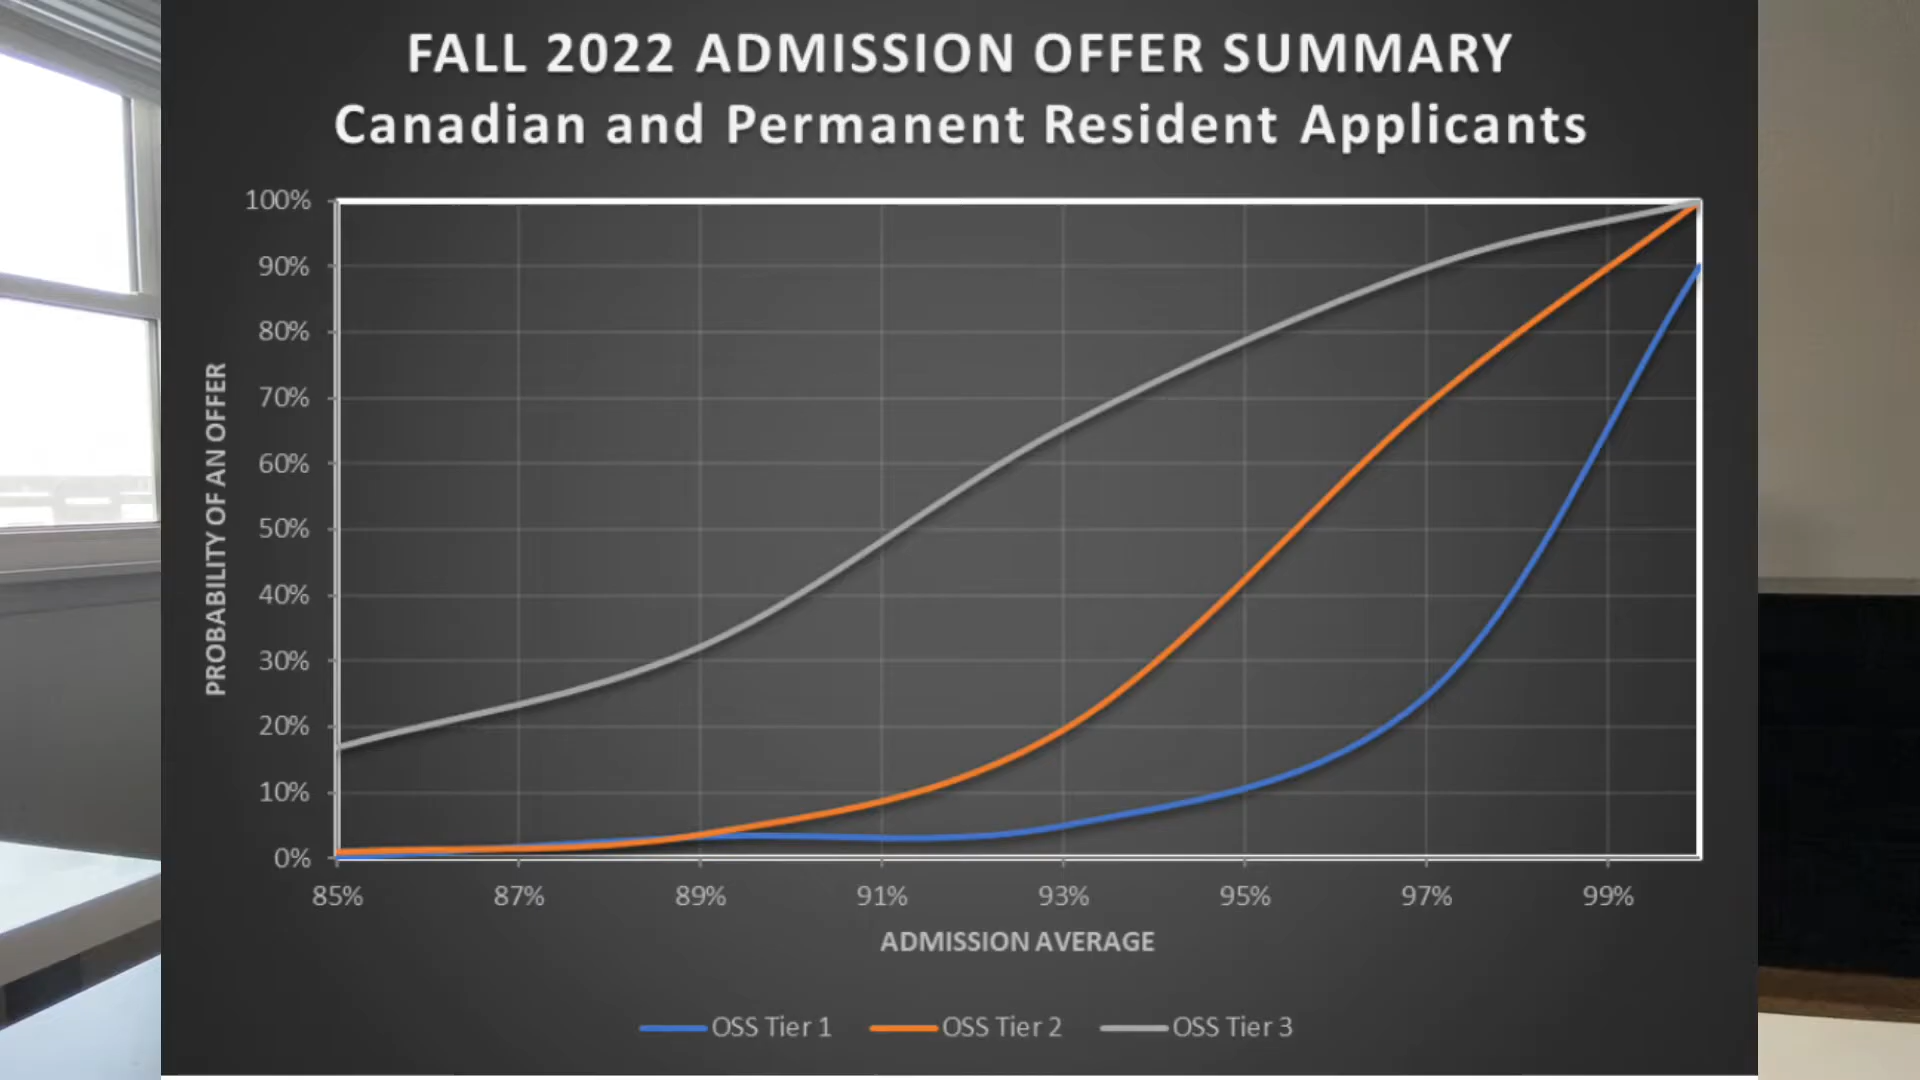 FALL 2022 ADMISSION OFFER SUMMARY
Canadian and Permanent Resident Applicants
100%
90%
80%
70%
60%
50%
40%
30%
20%
10%
0%
PROBABILITY OF AN OFFER
85% 87% 89% 91% 93% 95% 97% 99%
ADMISSION AVERAGE
OSS Tier 1 OSS Tier 2 OSS Tier 3